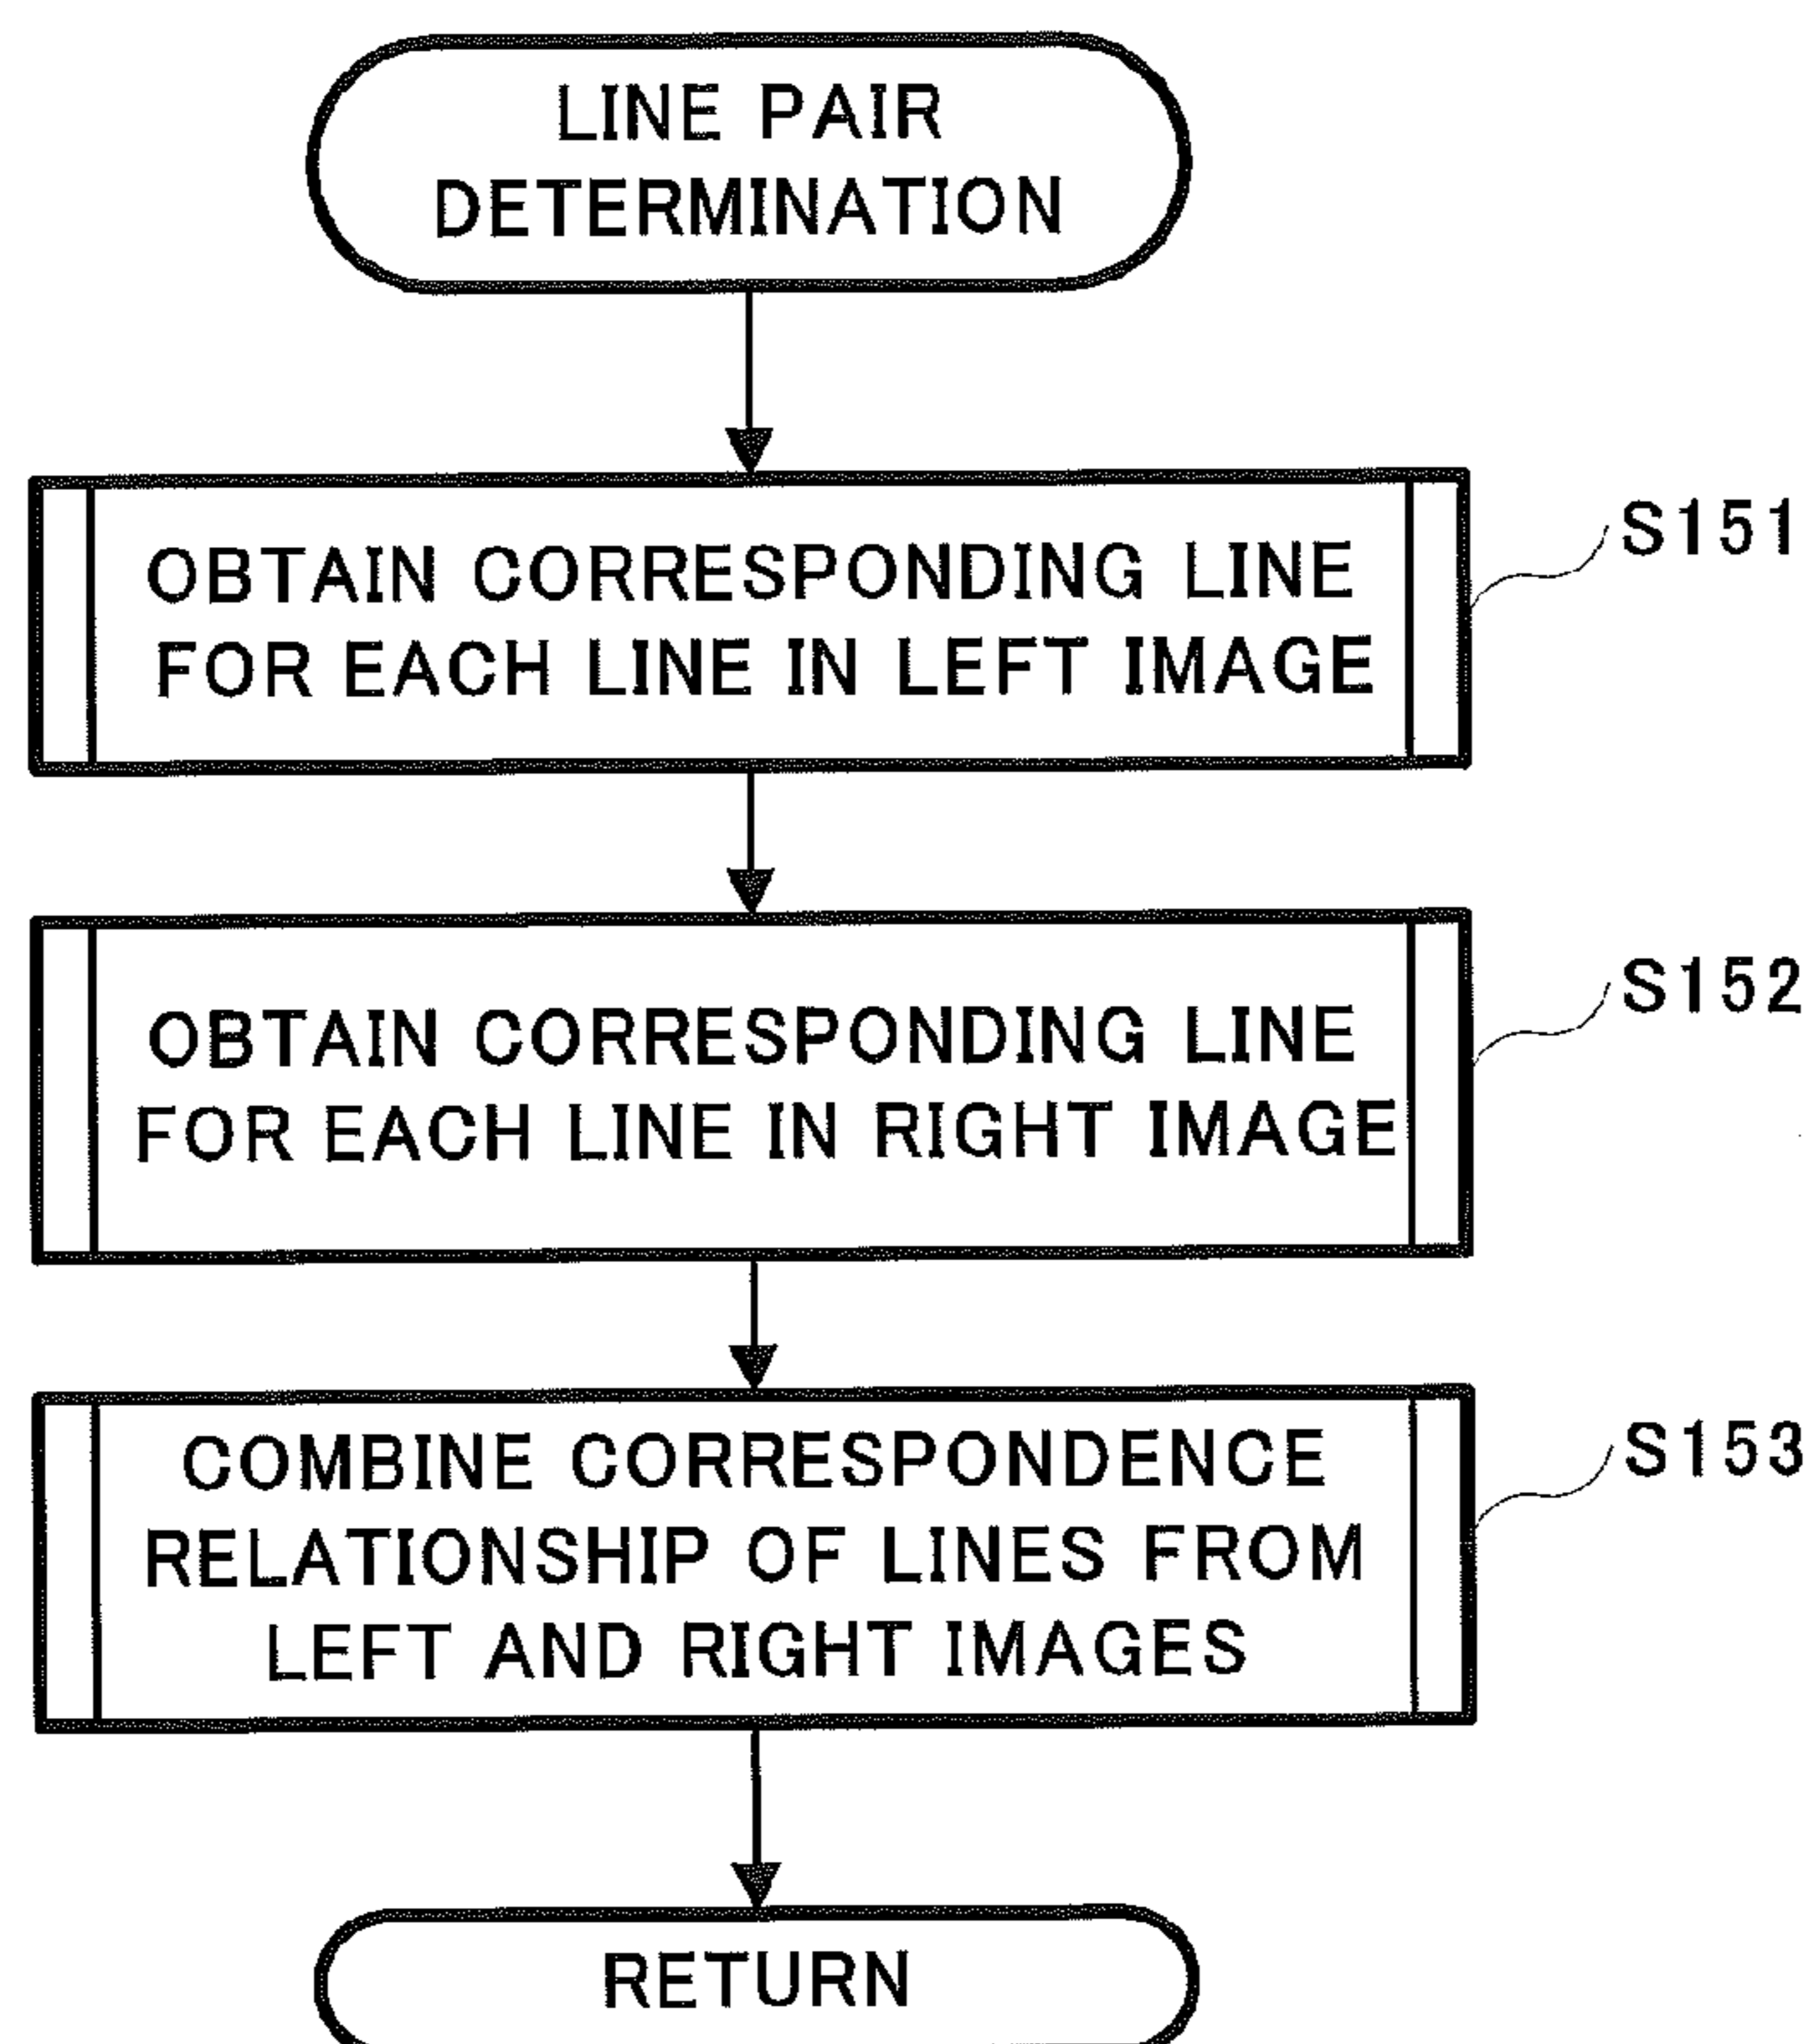 LINE PAIR
DETERMINATION
OBTAIN CORRESPONDING LINE
FOR EACH LINE IN LEFT IMAGE
S151
OBTAIN CORRESPONDING LINE
FOR EACH LINE IN RIGHT IMAGE
S152
COMBINE CORRESPONDENCE
RELATIONSHIP OF LINES FROM
LEFT AND RIGHT IMAGES
S153
RETURN